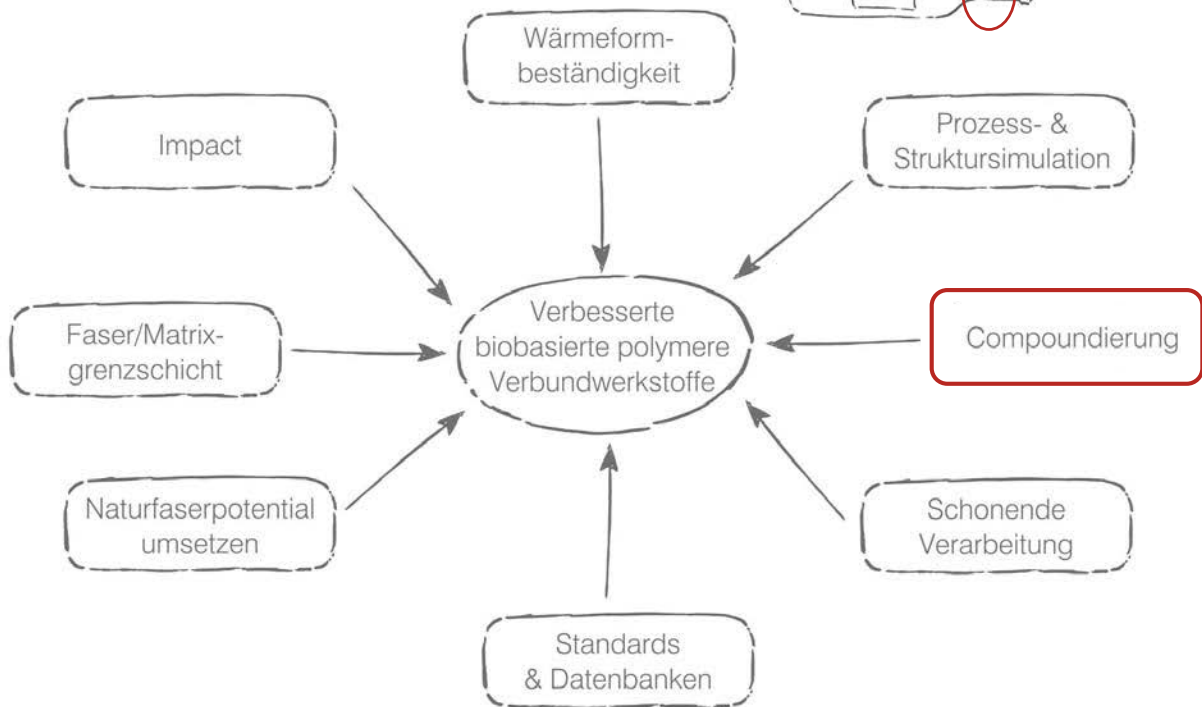 Wärmeform-
beständigkeit
Impact
Prozess- &
Struktursimulation
Faser/Matrix-
grenzschicht
Verbesserte
biobasierte polymere
Verbundwerkstoffe
Compoundierung
Naturfaserpotential
umsetzen
Schonende
Verarbeitung
Standards
& Datenbanken